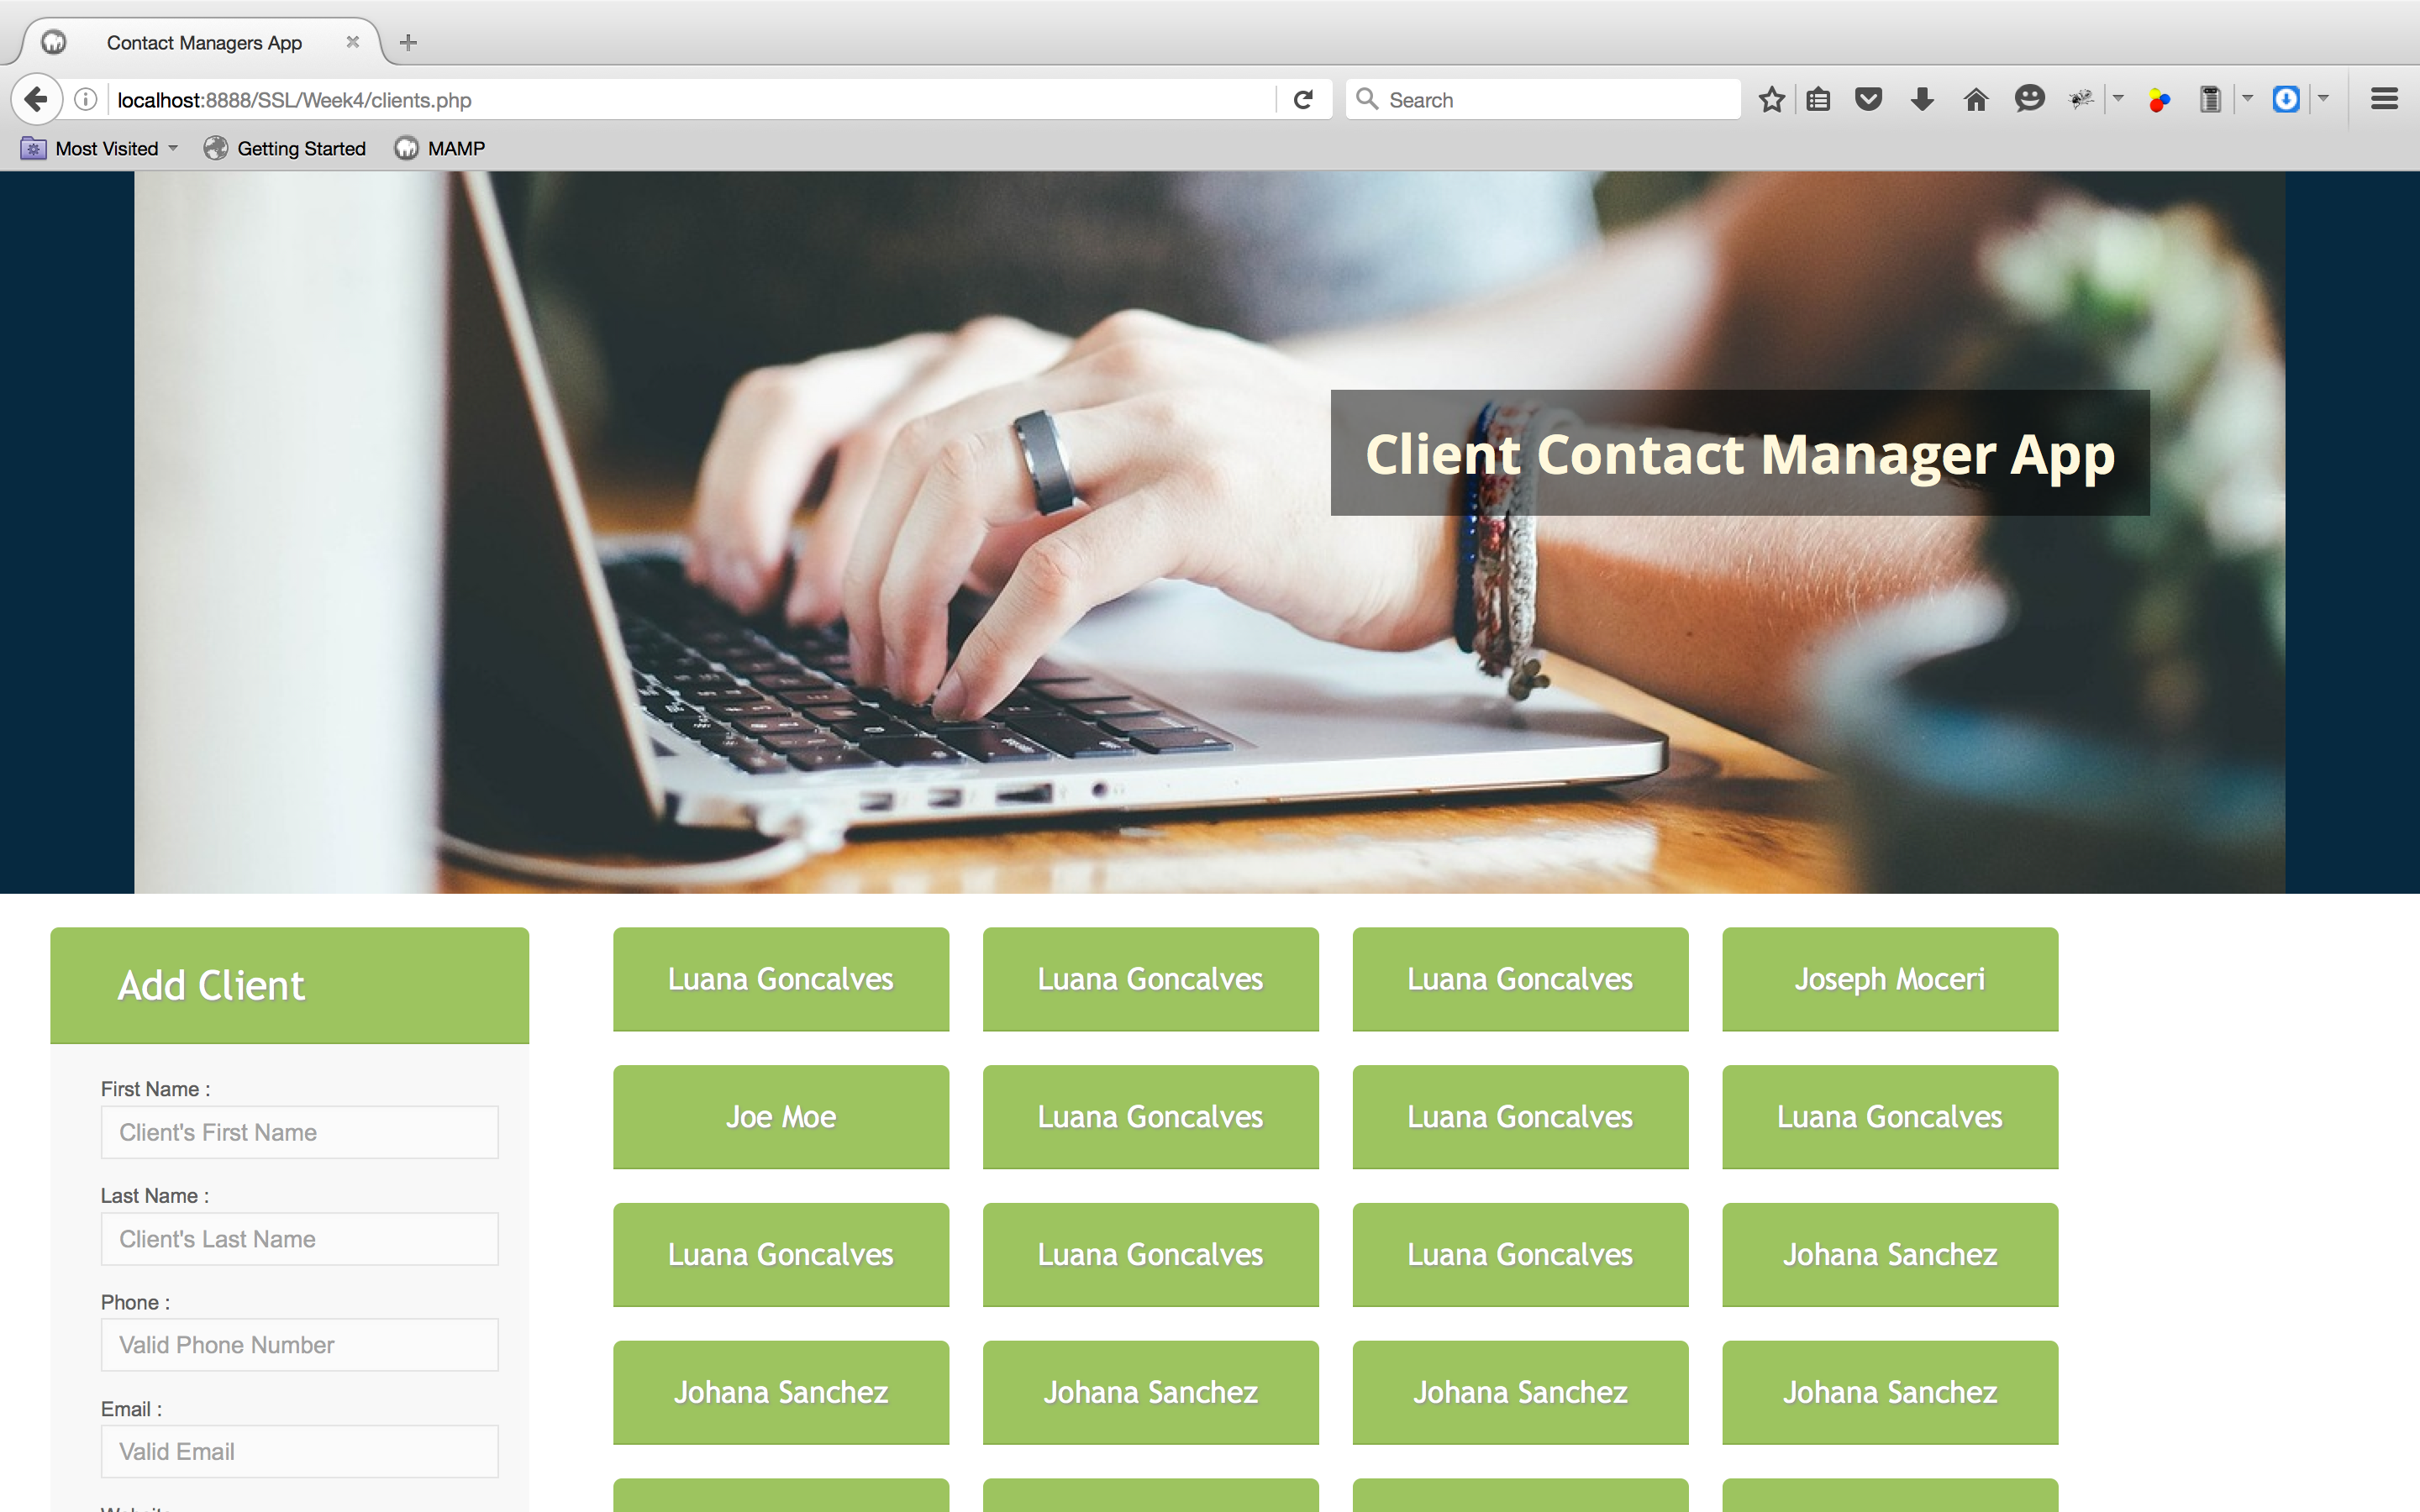 Contact Managers App
localhost:8888/SSL/Week4/clients.php
Search
Most Visited
Getting Started
MAMP
Client Contact Manager App
Add Client
First Name :
Client's First Name
Last Name :
Client's Last Name
Phone :
Valid Phone Number
Email :
Valid Email
Luana Goncalves Luana Goncalves Luana Goncalves Joseph Moceri
Joe Moe Luana Goncalves Luana Goncalves Luana Goncalves
Luana Goncalves Luana Goncalves Luana Goncalves Johana Sanchez
Johana Sanchez Johana Sanchez Johana Sanchez Johana Sanchez